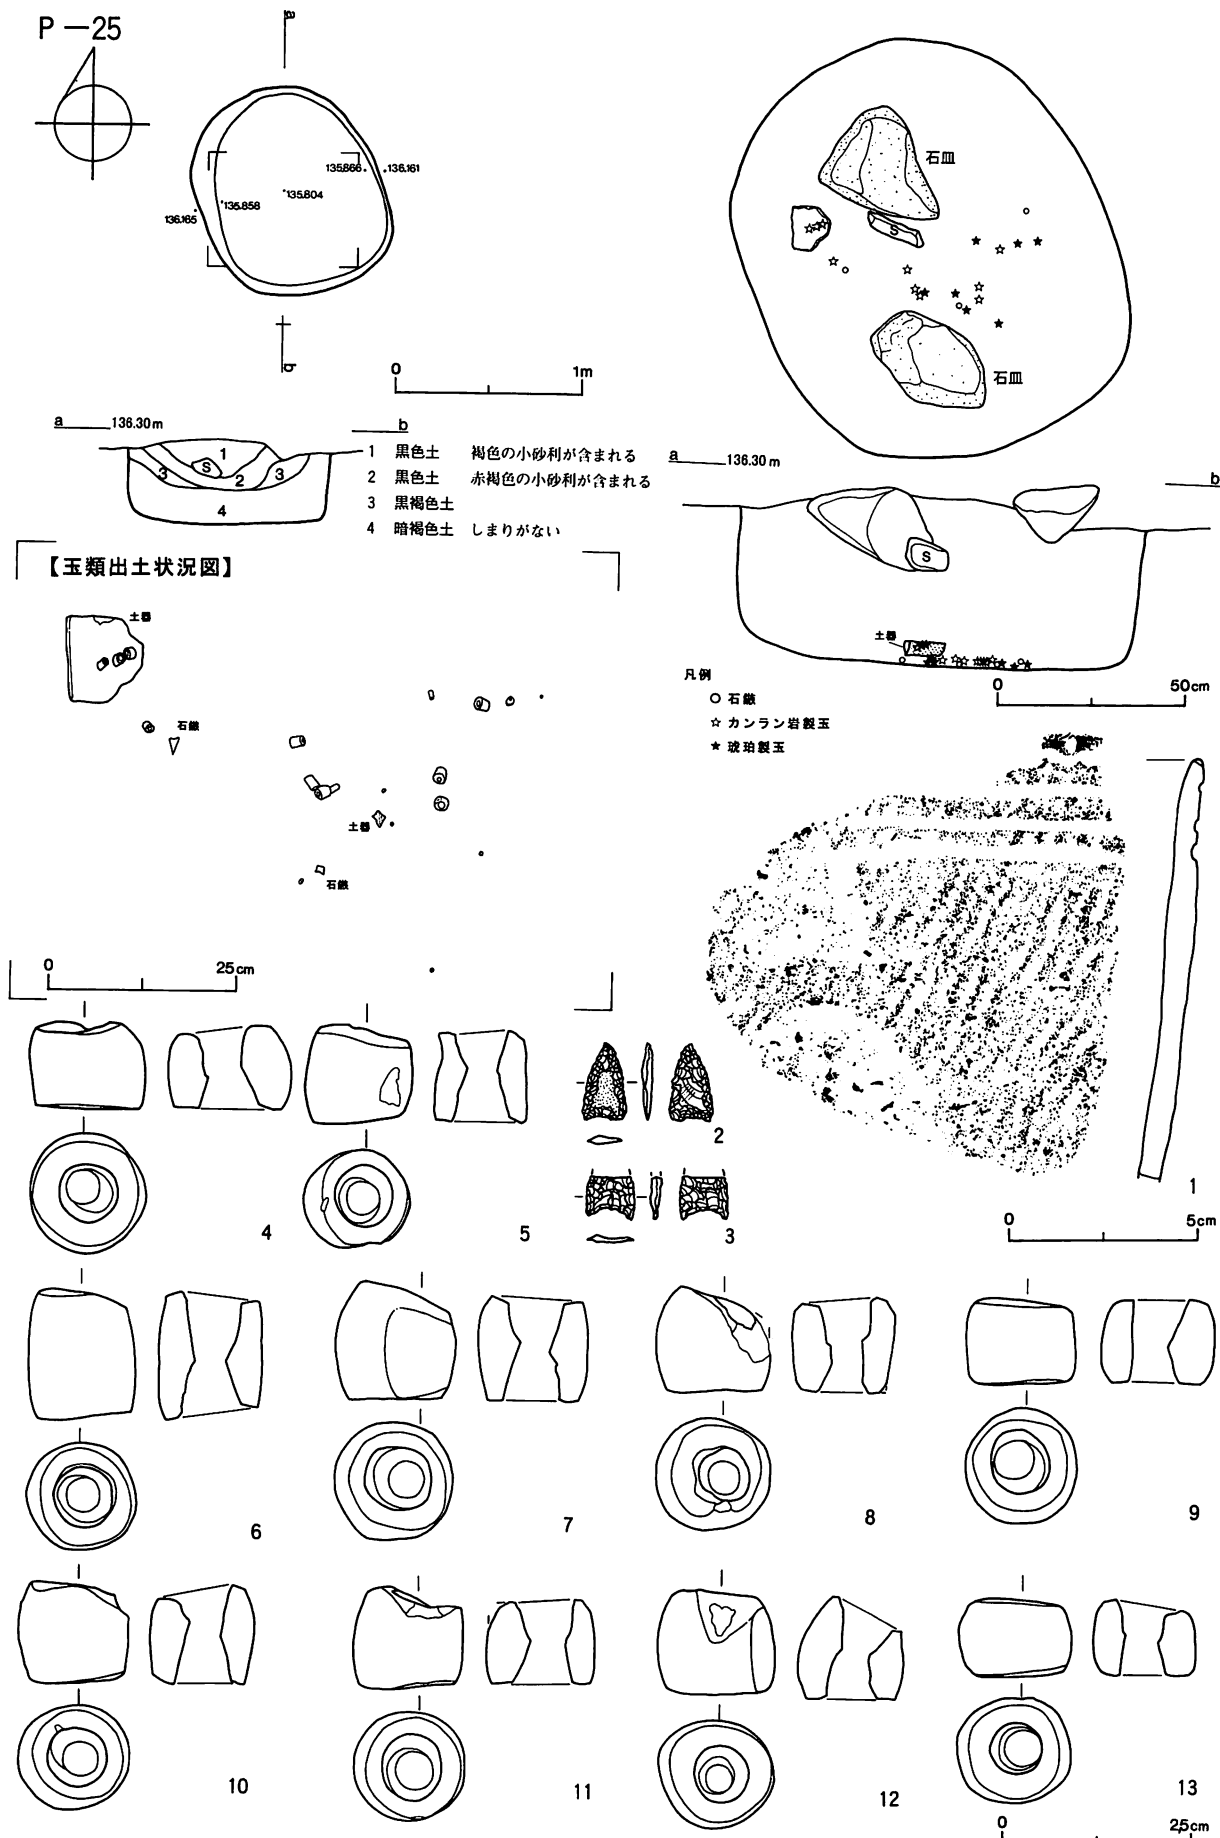 P—25
a
135.866
136.161
135.804
135.858
136.165
b
0 1m
石皿
S
石皿
a 136.30m b
1
S
3 2 3
4
1 黒色土 褐色の小砂利が含まれる
2 黒色土 赤褐色の小砂利が含まれる
3 黒褐色土
4 暗褐色土 しまりがない
a 136.30m b
S
土器
0 50cm
凡例
○ 石鏃
☆ カンラン岩製玉
★ 琥珀製玉
【玉類出土状況図】
土器
石鏃
土器
石鏃
0 25cm
1
0 5cm
2
3
4
5
6
7
8
9
10
11
12
13
0 2.5cm